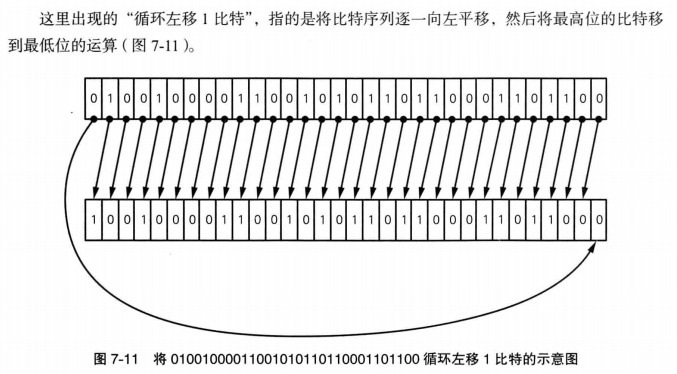 这里出现的“循环左移 1 比特”，指的是将比特序列逐一向左平移，然后将最高位的比特移
到最低位的运算（图 7-11）。
0 1 0 0 1 0 0 0 0 1 1 0 0 1 0 1 0 1 1 0 1 1 0 0 0 1 1 0 1 1 0 0
1 0 0 1 0 0 0 0 1 1 0 0 1 0 1 0 1 1 0 1 1 0 0 0 1 1 0 1 1 0 0 0
图 7-11 将 01001000011001010110110001101100 循环左移 1 比特的示意图